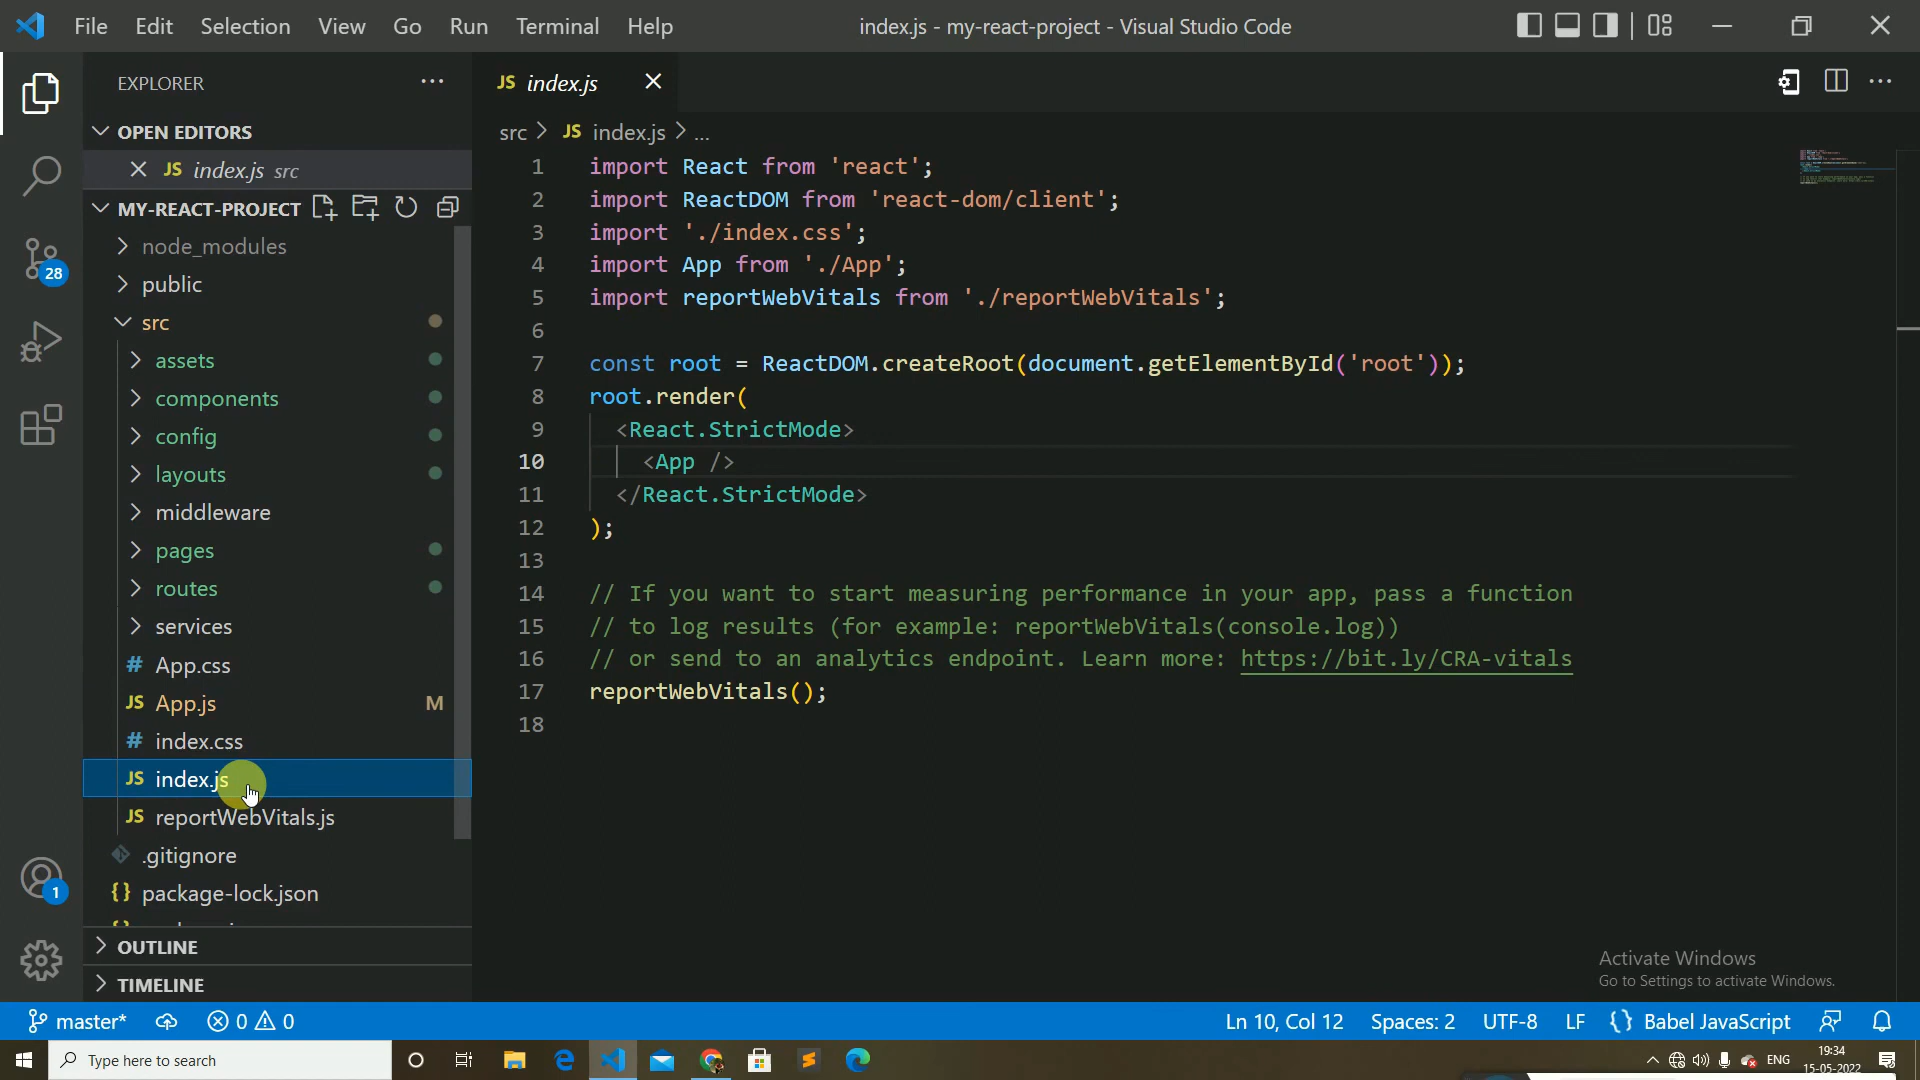 File Edit Selection View Go Run Terminal Help
index.js - my-react-project - Visual Studio Code
EXPLORER
OPEN EDITORS
JS index.js src
MY-REACT-PROJECT
node_modules
public
src
assets
components
config
layouts
middleware
pages
routes
services
# App.css
JS App.js M
# index.css
JS index.js
JS reportWebVitals.js
.gitignore
{} package-lock.json
OUTLINE
TIMELINE
28
1
JS index.js
src > JS index.js > ...
1 import React from 'react';
2 import ReactDOM from 'react-dom/client';
3 import './index.css';
4 import App from './App';
5 import reportWebVitals from './reportWebVitals';
6
7 const root = ReactDOM.createRoot(document.getElementById('root'));
8 root.render(
9 <React.StrictMode>
10 <App />
11 </React.StrictMode>
12 );
13
14 // If you want to start measuring performance in your app, pass a function
15 // to log results (for example: reportWebVitals(console.log))
16 // or send to an analytics endpoint. Learn more: https://bit.ly/CRA-vitals
17 reportWebVitals();
18
Activate Windows
Go to Settings to activate Windows.
master* 0 0 Ln 10, Col 12 Spaces: 2 UTF-8 LF {} Babel JavaScript
Type here to search
ENG
19:34
15-05-2022